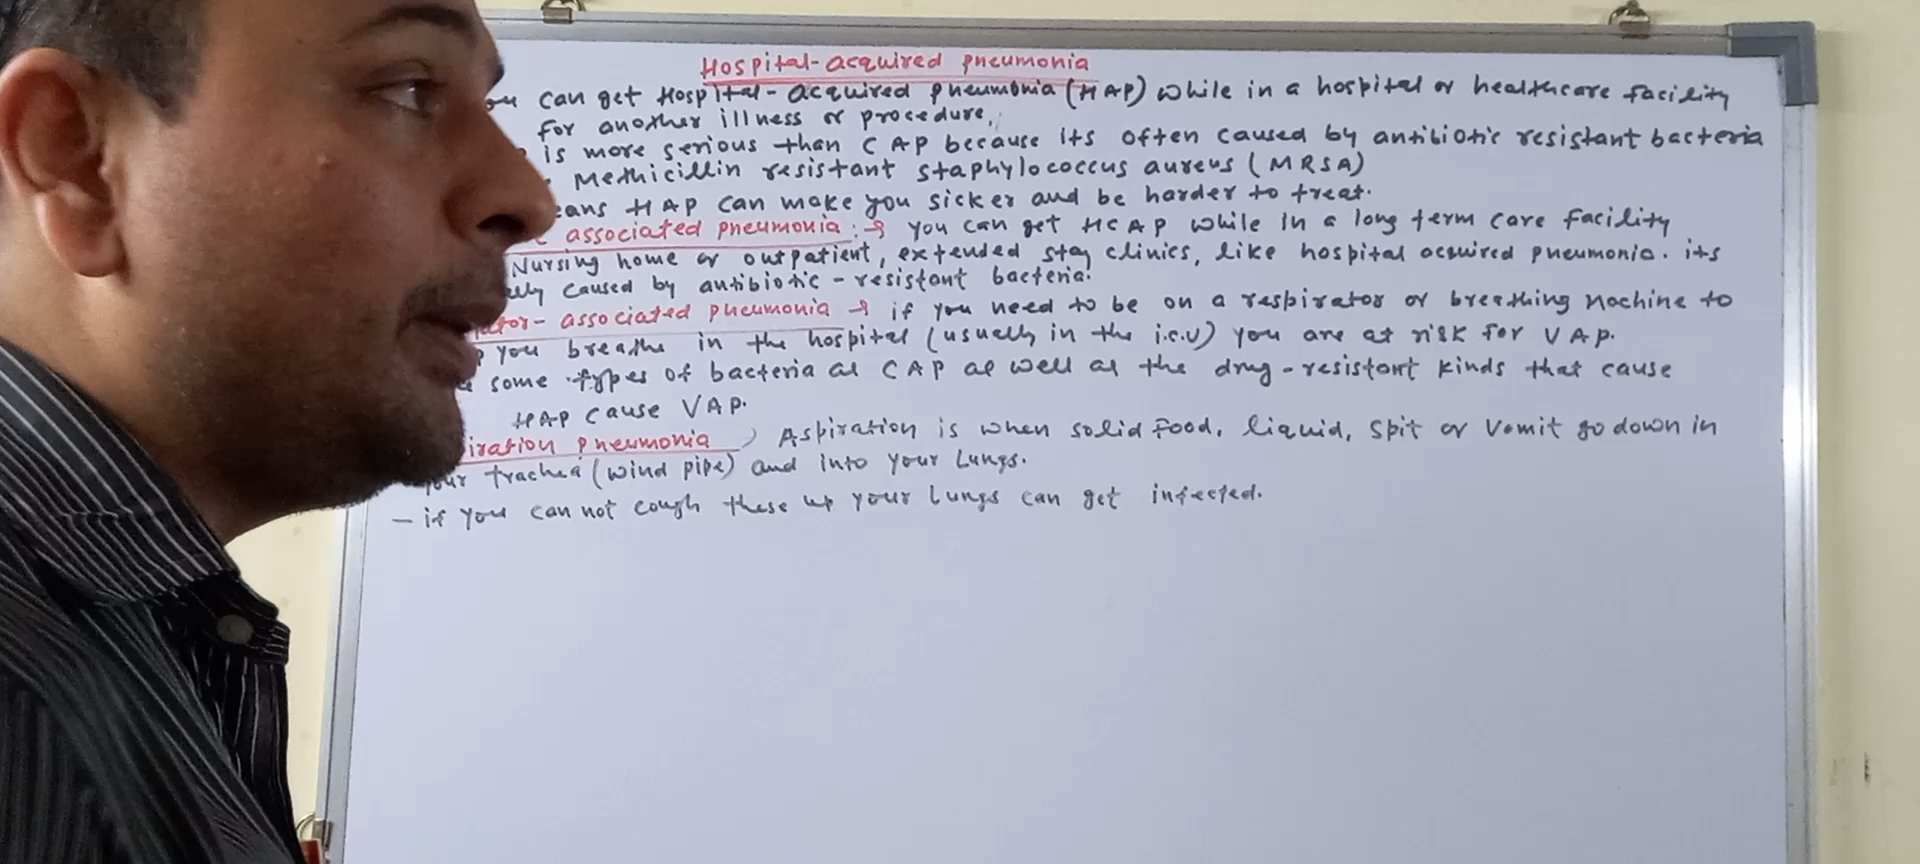 Hospital-acquired pneumonia
can get Hospital-acquired pneumonia (HAP) while in a hospital or healthcare facility
for another illness or procedure.
is more serious than CAP because its often caused by antibiotic resistant bacteria
Methicillin resistant staphylococcus aureus (MRSA)
HAP can make you sicker and be harder to treat.
associated pneumonia :→ you can get HCAP while in a long term care facility
Nursing home or outpatient, extended stay clinics, like hospital acquired pneumonia. its
caused by antibiotic-resistant bacteria.
associated pneumonia → if you need to be on a respirator or breathing machine to
you breathe in the hospital (usually in the i.c.u) you are at risk for VAP.
some types of bacteria as CAP as well as the drug-resistant kinds that cause
HAP cause VAP.
pneumonia) Aspiration is when solid food, liquid, spit or vomit go down in
your trachea (wind pipe) and into your Lungs.
- if you can not cough these up your Lungs can get infected.